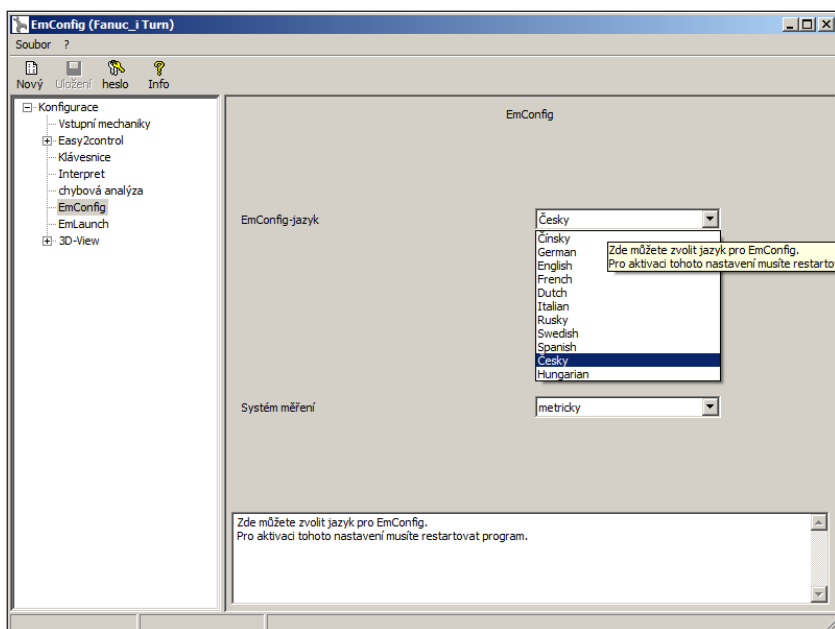 EmConfig (Fanuc_i Turn)
Soubor ?
Nový Uložení heslo Info
Konfigurace
Vstupní mechaniky
Easy2control
Klávesnice
Interpret
chybová analýza
EmConfig
EmLaunch
3D-View
EmConfig
EmConfig-jazyk
Česky
Čínsky
German
English
French
Dutch
Italian
Rusky
Swedish
Spanish
Česky
Hungarian
Zde můžete zvolit jazyk pro EmConfig.
Pro aktivaci tohoto nastavení musíte restartov
Systém měření
metricky
Zde můžete zvolit jazyk pro EmConfig.
Pro aktivaci tohoto nastavení musíte restartovat program.